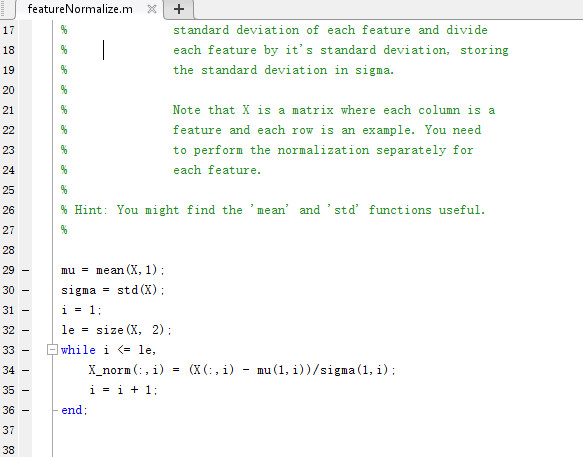 featureNormalize.m
17 % standard deviation of each feature and divide
18 % each feature by it's standard deviation, storing
19 % the standard deviation in sigma.
20 %
21 % Note that X is a matrix where each column is a
22 % feature and each row is an example. You need
23 % to perform the normalization separately for
24 % each feature.
25 %
26 % Hint: You might find the 'mean' and 'std' functions useful.
27 %
28
29 – mu = mean(X,1);
30 – sigma = std(X);
31 – i = 1;
32 – le = size(X, 2);
33 – while i <= le,
34 – X_norm(:,i) = (X(:,i) - mu(1,i))/sigma(1,i);
35 – i = i + 1;
36 – end;
37
38